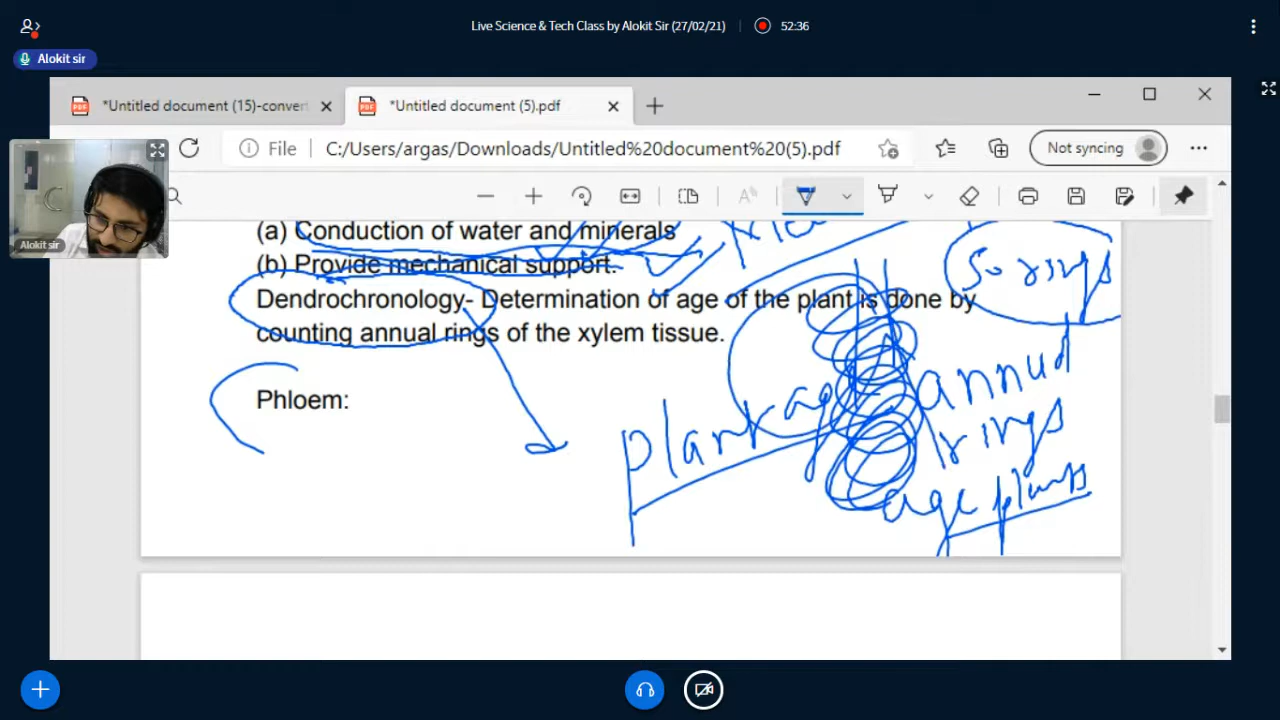 Live Science & Tech Class by Alokit Sir (27/02/21)
52:36
Alokit sir
*Untitled document (15)-conver
*Untitled document (5).pdf
File
C:/Users/argas/Downloads/Untitled%20document%20(5).pdf
Not syncing
Alokit sir
(a) Conduction of water and minerals
(b) Provide mechanical support.
50 rings
Dendrochronology- Determination of age of the plant is done by
counting annual rings of the xylem tissue.
Phloem:
plant age
annual
rings
age plants